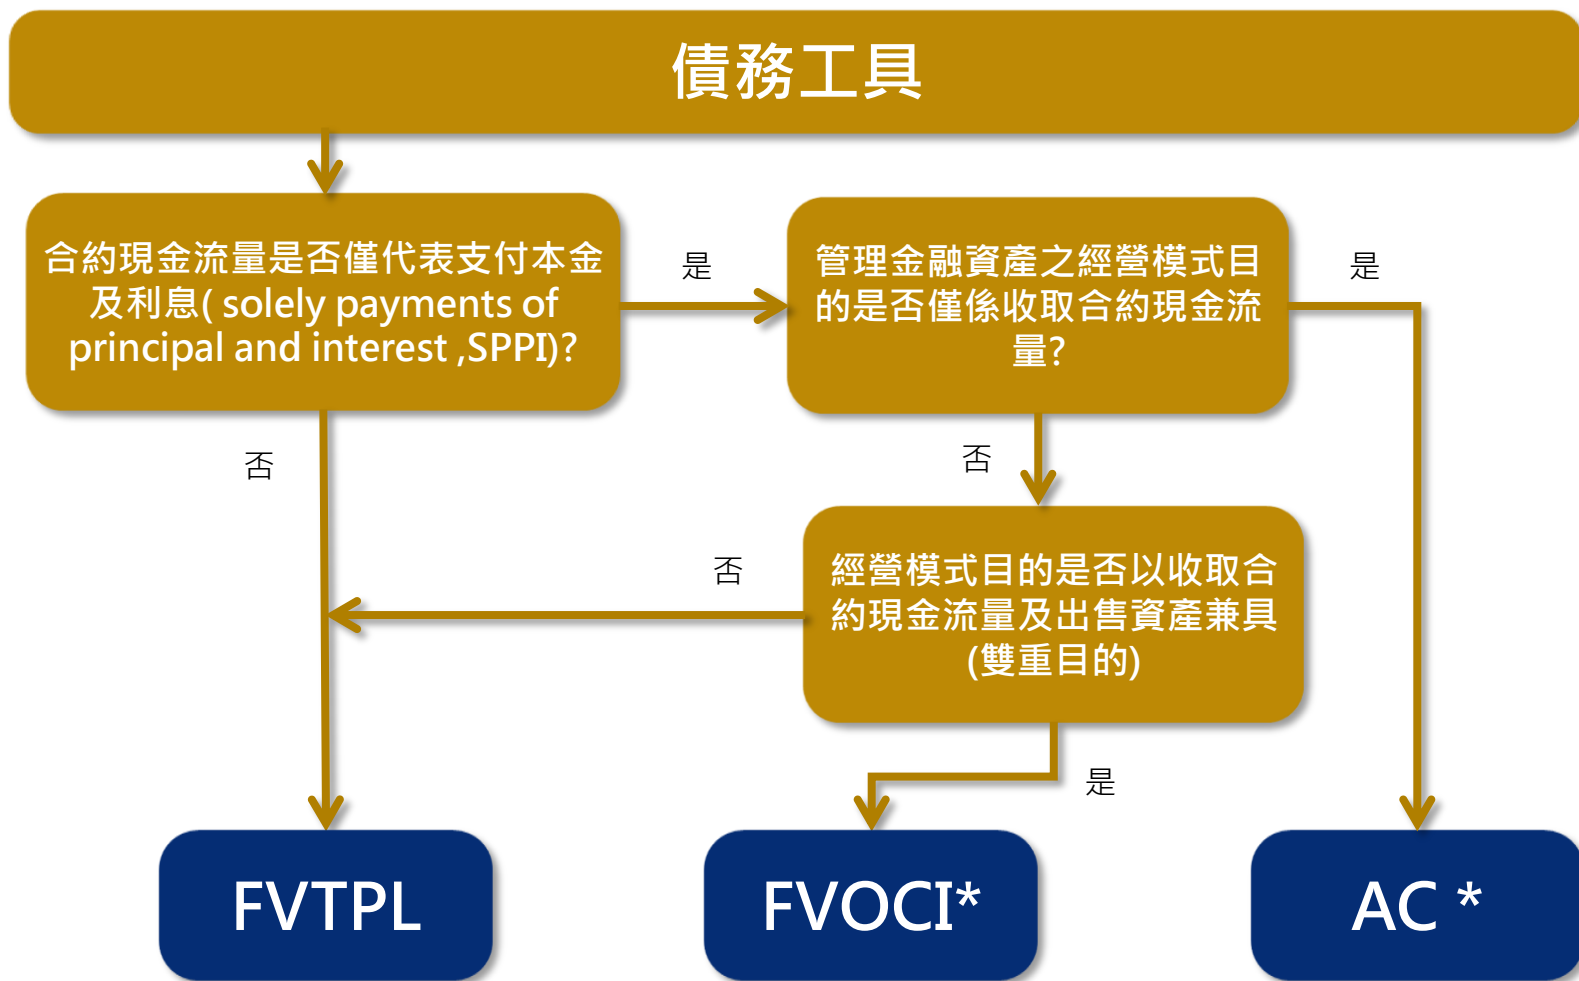 債務工具
合約現金流量是否僅代表支付本金
及利息( solely payments of
principal and interest ,SPPI)?
是
管理金融資產之經營模式目
的是否僅係收取合約現金流
量?
是
否
否
否
經營模式目的是否以收取合
約現金流量及出售資產兼具
(雙重目的)
是
FVTPL
FVOCI*
AC *